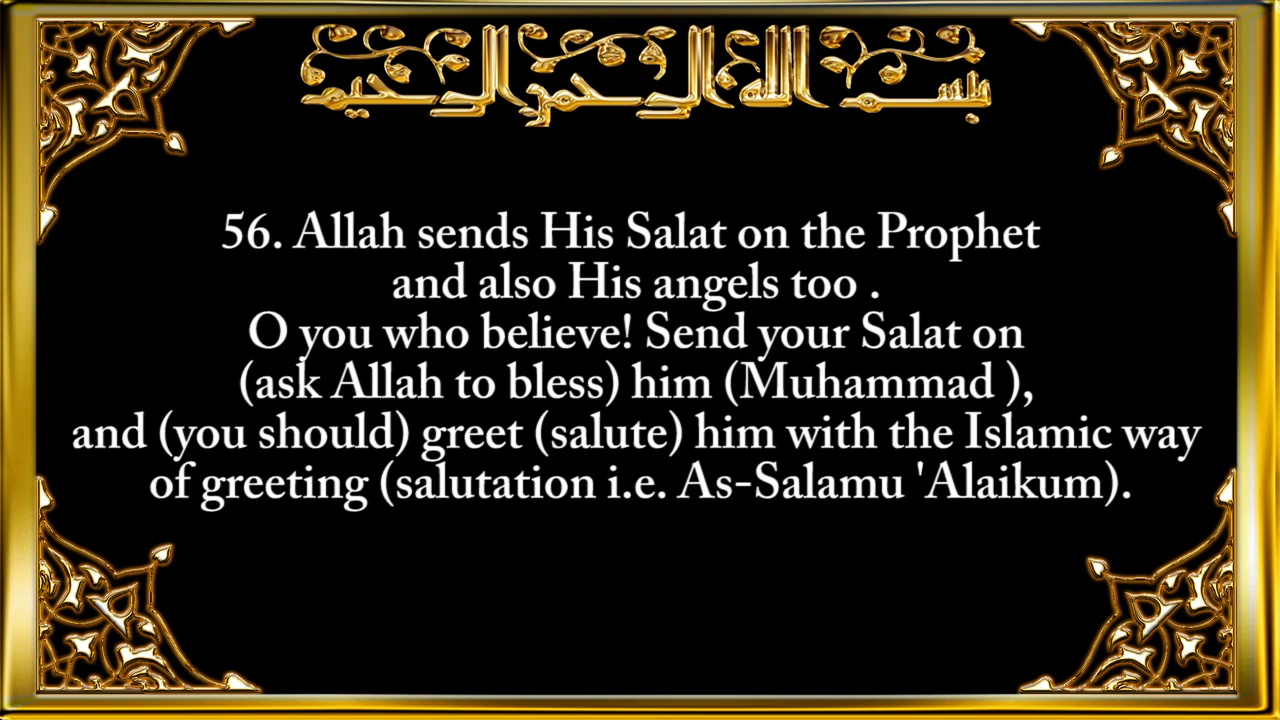 بسم الله الرحمن الرحيم
56. Allah sends His Salat on the Prophet
and also His angels too .
O you who believe! Send your Salat on
(ask Allah to bless) him (Muhammad ),
and (you should) greet (salute) him with the Islamic way
of greeting (salutation i.e. As-Salamu 'Alaikum).